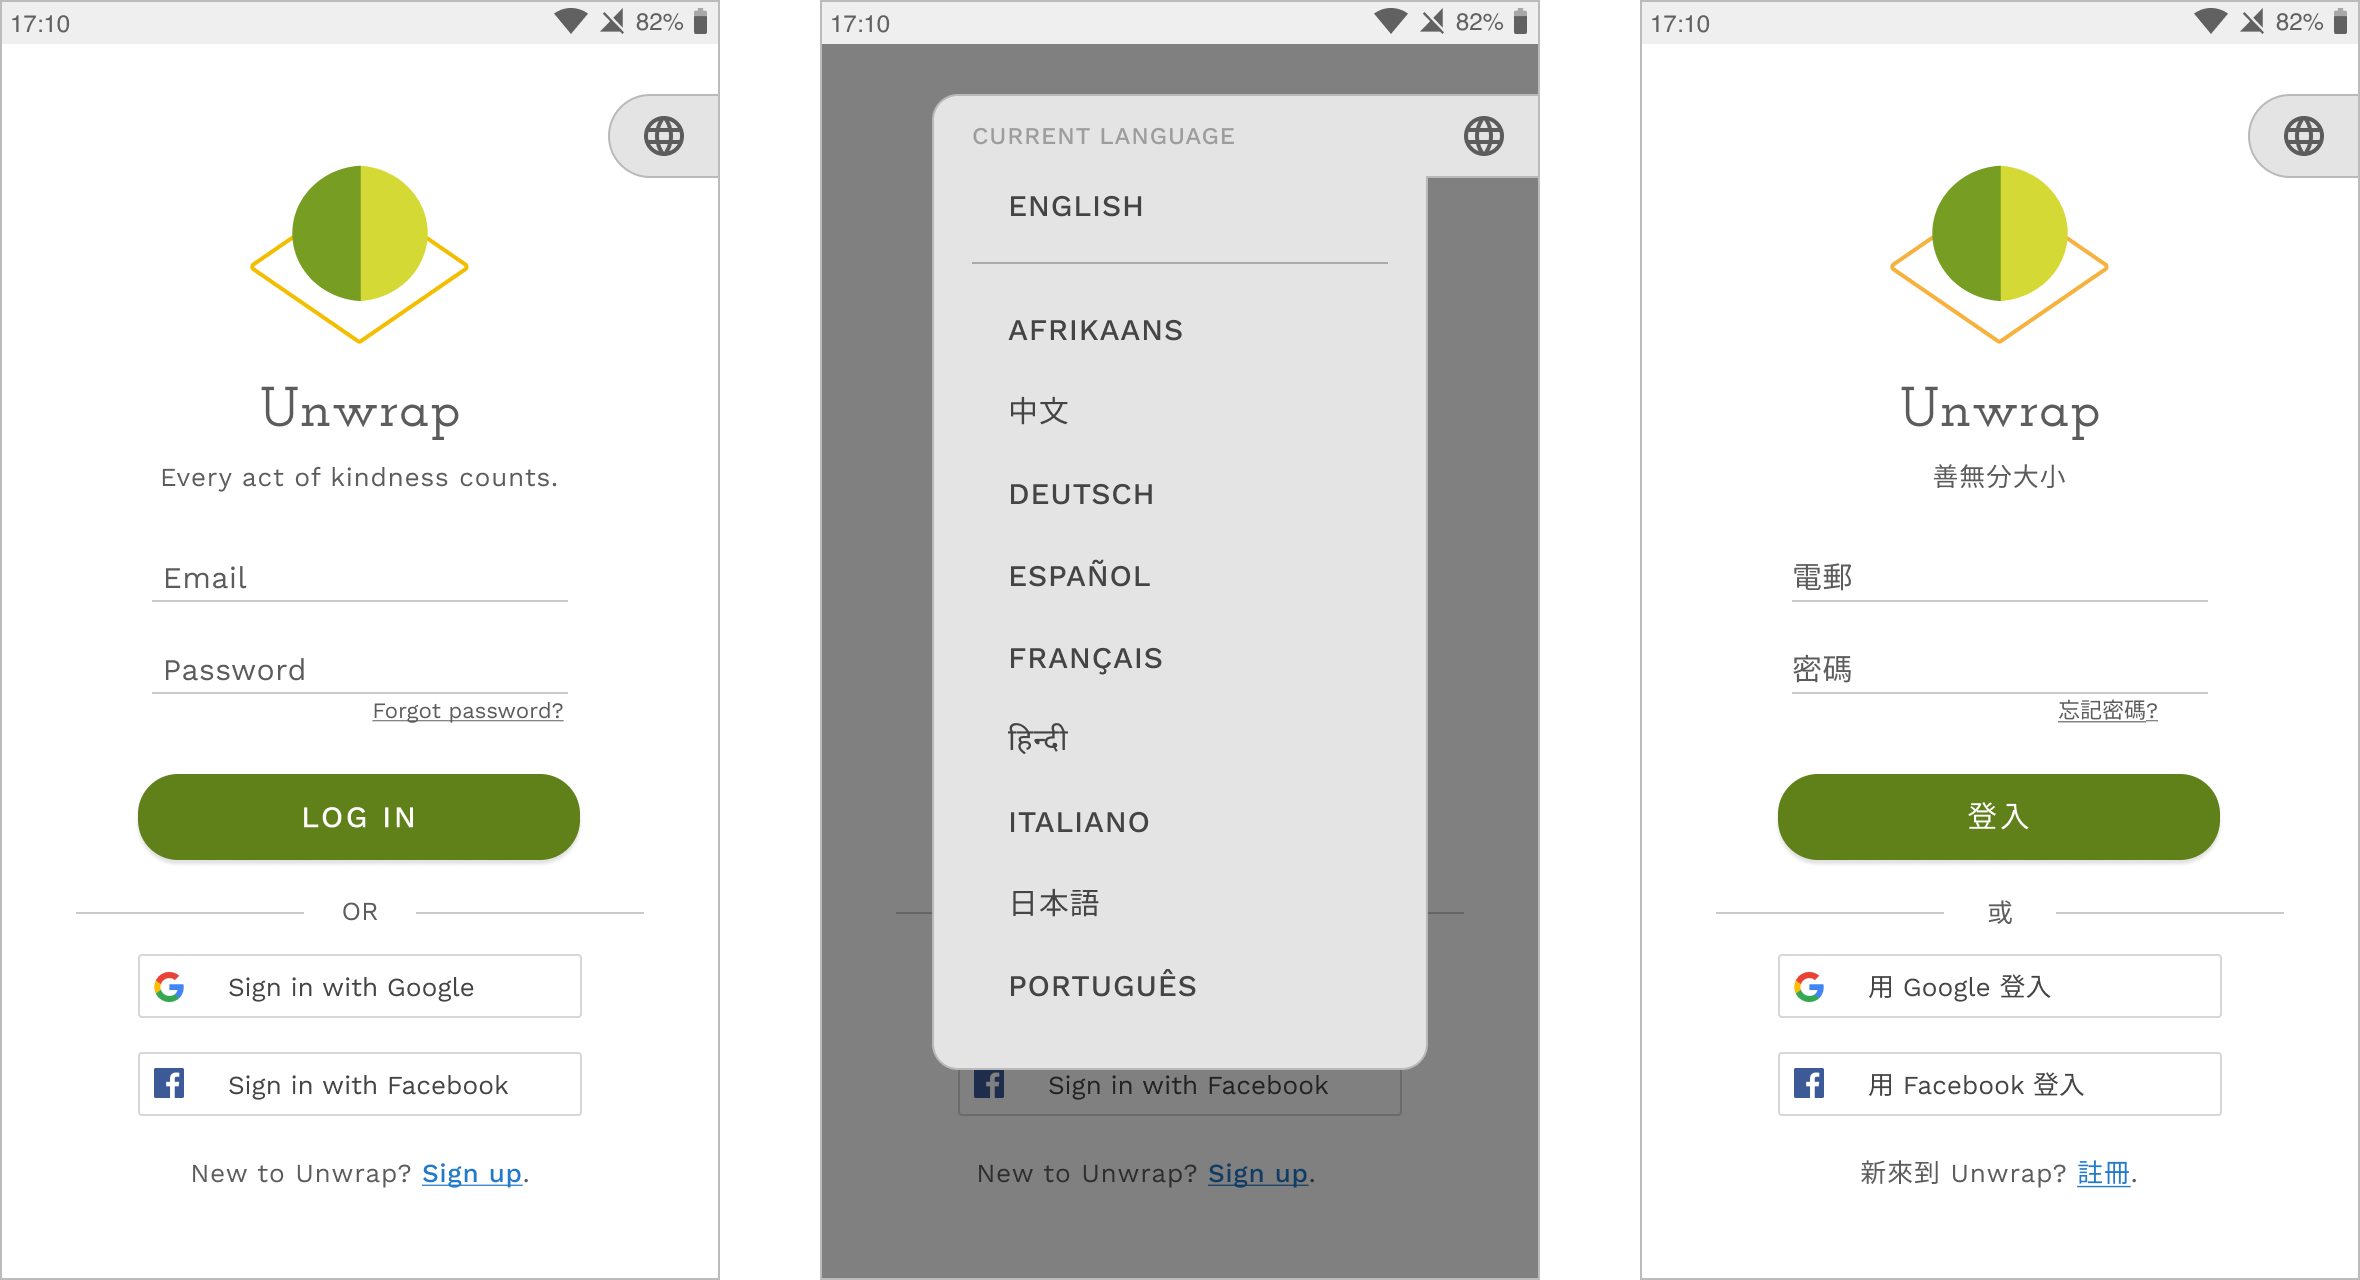 17:10 82%
Unwrap
Every act of kindness counts.
Email
Password
Forgot password?
LOG IN
OR
Sign in with Google
Sign in with Facebook
New to Unwrap? Sign up.
17:10 82%
CURRENT LANGUAGE
ENGLISH
AFRIKAANS
中文
DEUTSCH
ESPAÑOL
FRANÇAIS
हिन्दी
ITALIANO
日本語
PORTUGUÊS
Sign in with Facebook
New to Unwrap? Sign up.
17:10 82%
Unwrap
善無分大小
電郵
密碼
忘記密碼?
登入
或
用 Google 登入
用 Facebook 登入
新來到 Unwrap? 註冊.